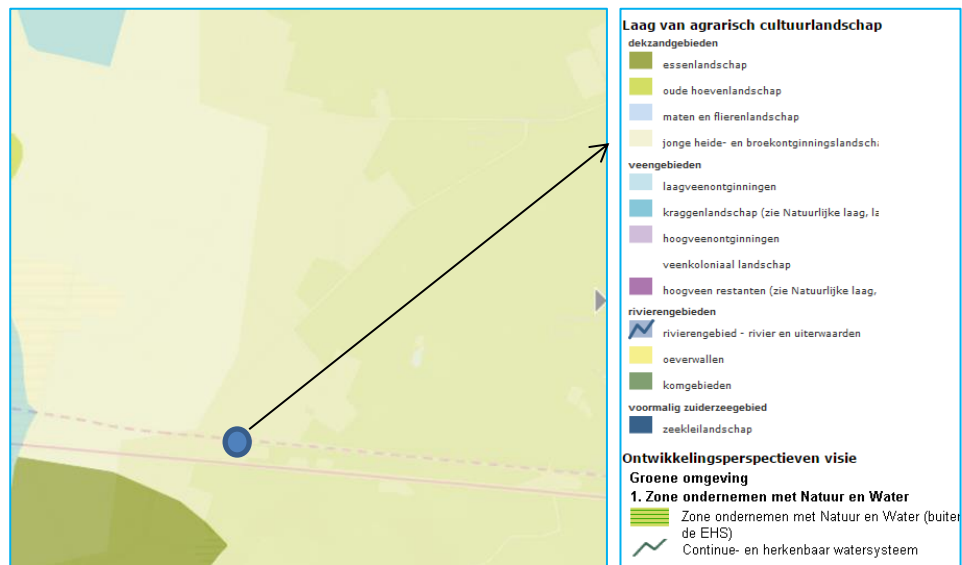 Laag van agrarisch cultuurlandschap
dekzandgebieden
essenlandschap
oude hoevenlandschap
maten en flierenlandschap
jonge heide- en broekontginningslandscha
veengebieden
laagveenontginningen
kraggenlandschap (zie Natuurlijke laag, la
hoogveenontginningen
veenkoloniaal landschap
hoogveen restanten (zie Natuurlijke laag,
rivierengebieden
rivierengebied - rivier en uiterwaarden
oeverwallen
komgebieden
voormalig zuiderzeegebied
zeekleilandschap
Ontwikkelingsperspectieven visie
Groene omgeving
1. Zone ondernemen met Natuur en Water
Zone ondernemen met Natuur en Water (buiten
de EHS)
Continue- en herkenbaar watersysteem